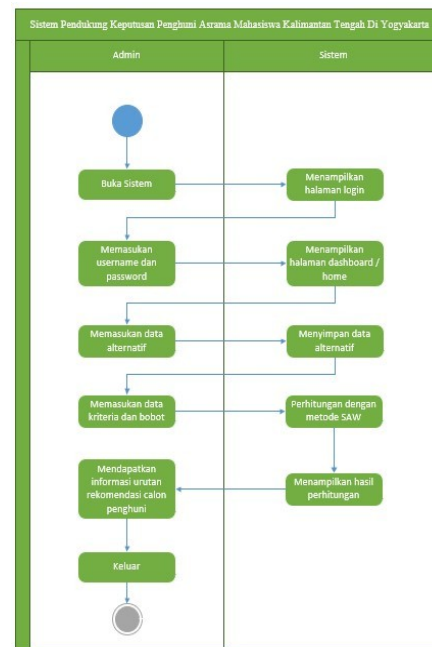 Sistem Pendukung Keputusan Penghuni Asrama Mahasiswa Kalimantan Tengah Di Yogyakarta
Admin
Sistem
Buka Sistem
Menampilkan
halaman login
Memasukan
username dan
password
Menampilkan
halaman dashboard /
home
Memasukan data
alternatif
Menyimpan data
alternatif
Memasukan data
kriteria dan bobot
Perhitungan dengan
metode SAW
Mendapatkan
informasi urutan
rekomendasi calon
penghuni
Menampilkan hasil
perhitungan
Keluar